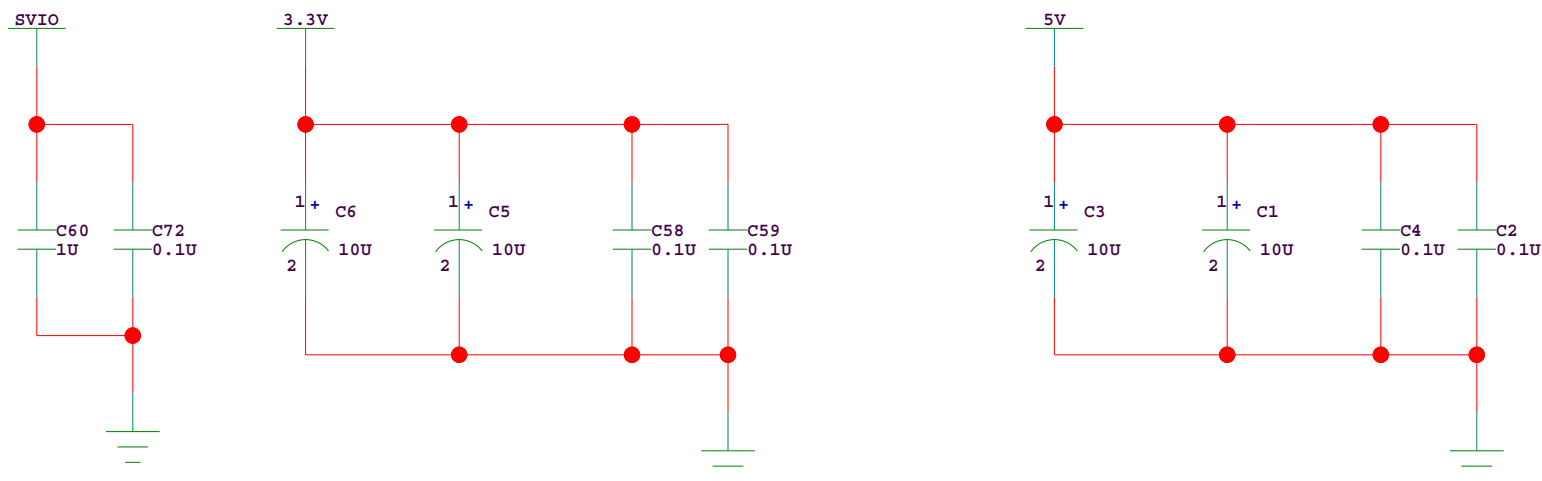 SVIO
3.3V
5V
C60
1U
C72
0.1U
1 +
C6
10U
2
1 +
C5
10U
2
C58
0.1U
C59
0.1U
1 +
C3
10U
2
1 +
C1
10U
2
C4
0.1U
C2
0.1U